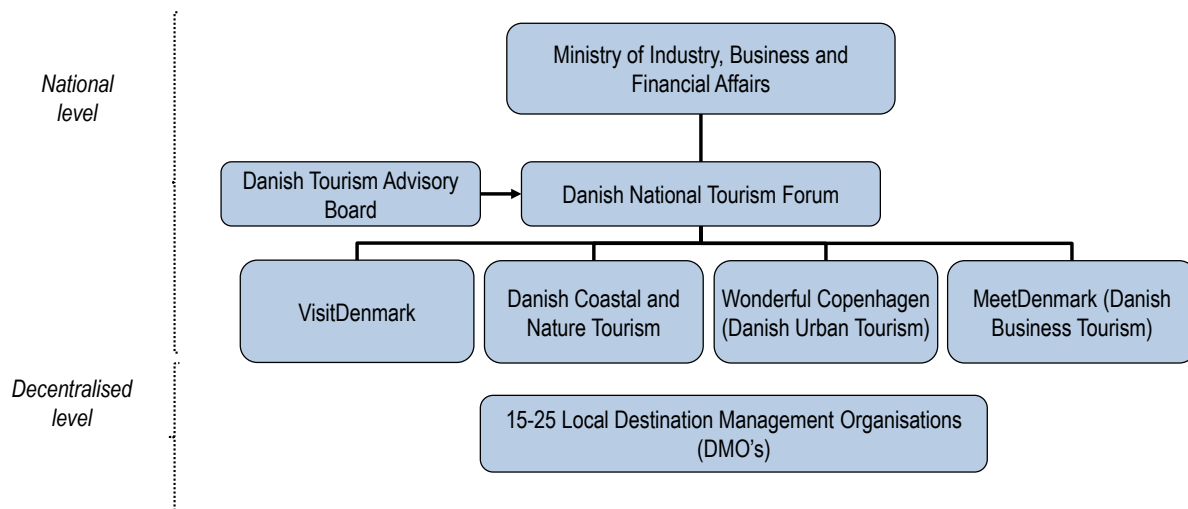 Ministry of Industry, Business and
Financial Affairs
National
level
Danish Tourism Advisory
Board
Danish National Tourism Forum
VisitDenmark
Danish Coastal and
Nature Tourism
Wonderful Copenhagen
(Danish Urban Tourism)
MeetDenmark (Danish
Business Tourism)
Decentralised
level
15-25 Local Destination Management Organisations
(DMO’s)